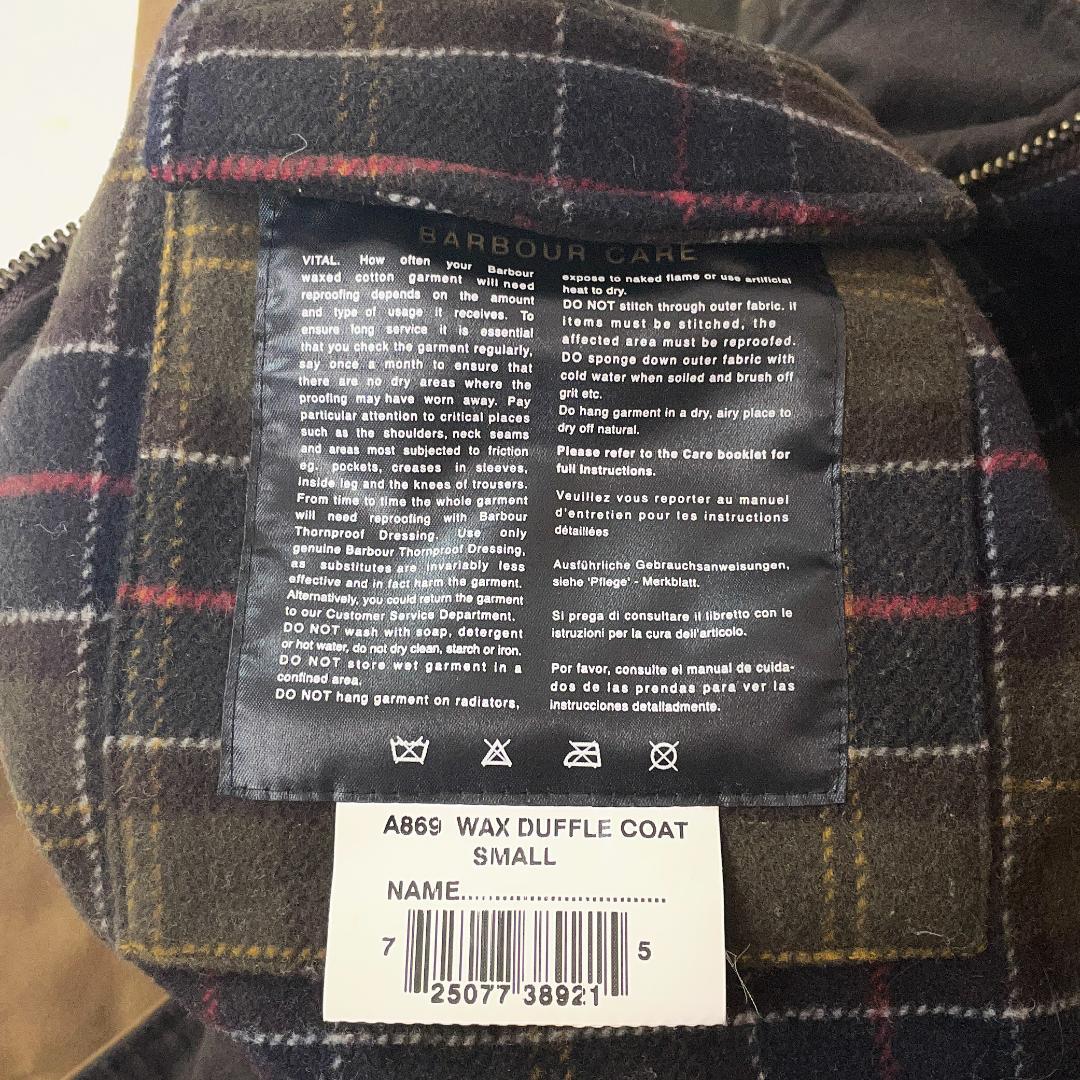 BARBOUR CARE
VITAL. How often your Barbour
waxed cotton garment will need
reproofing depends on the amount
and type of usage it receives. To
ensure long service it is essential
that you check the garment regularly,
say once a month to ensure that
there are no dry areas where the
proofing may have worn away. Pay
particular attention to critical places
such as the shoulders, neck seams
and areas most subjected to friction
eg. pockets, creases in sleeves,
inside leg and the knees of trousers.
From time to time the whole garment
will need reproofing with Barbour
Thornproof Dressing. Use only
genuine Barbour Thornproof Dressing,
as substitutes are invariably less
effective and in fact harm the garment.
Alternatively, you could return the garment
to our Customer Service Department.
DO NOT wash with soap, detergent
or hot water, do not dry clean, starch or iron.
DO NOT store wet garment in a
confined area.
DO NOT hang garment on radiators,
expose to naked flame or use artificial
heat to dry.
DO NOT stitch through outer fabric. If
items must be stitched, the
affected area must be reproofed.
DO sponge down outer fabric with
cold water when soiled and brush off
grit etc.
Do hang garment in a dry, airy place to
dry off natural.
Please refer to the Care booklet for
full instructions.
Veuillez vous reporter au manuel
d'entretien pour les instructions
détaillées
Ausführliche Gebrauchsanweisungen,
siehe 'Pflege' - Merkblatt.
Si prega di consultare il libretto con le
istruzioni per la cura dell'articolo.
Por favor, consulte el manual de cuida-
dos de las prendas para ver las
instrucciones detalladmente.
A869 WAX DUFFLE COAT
SMALL
NAME..............................
7 25077 38921 5